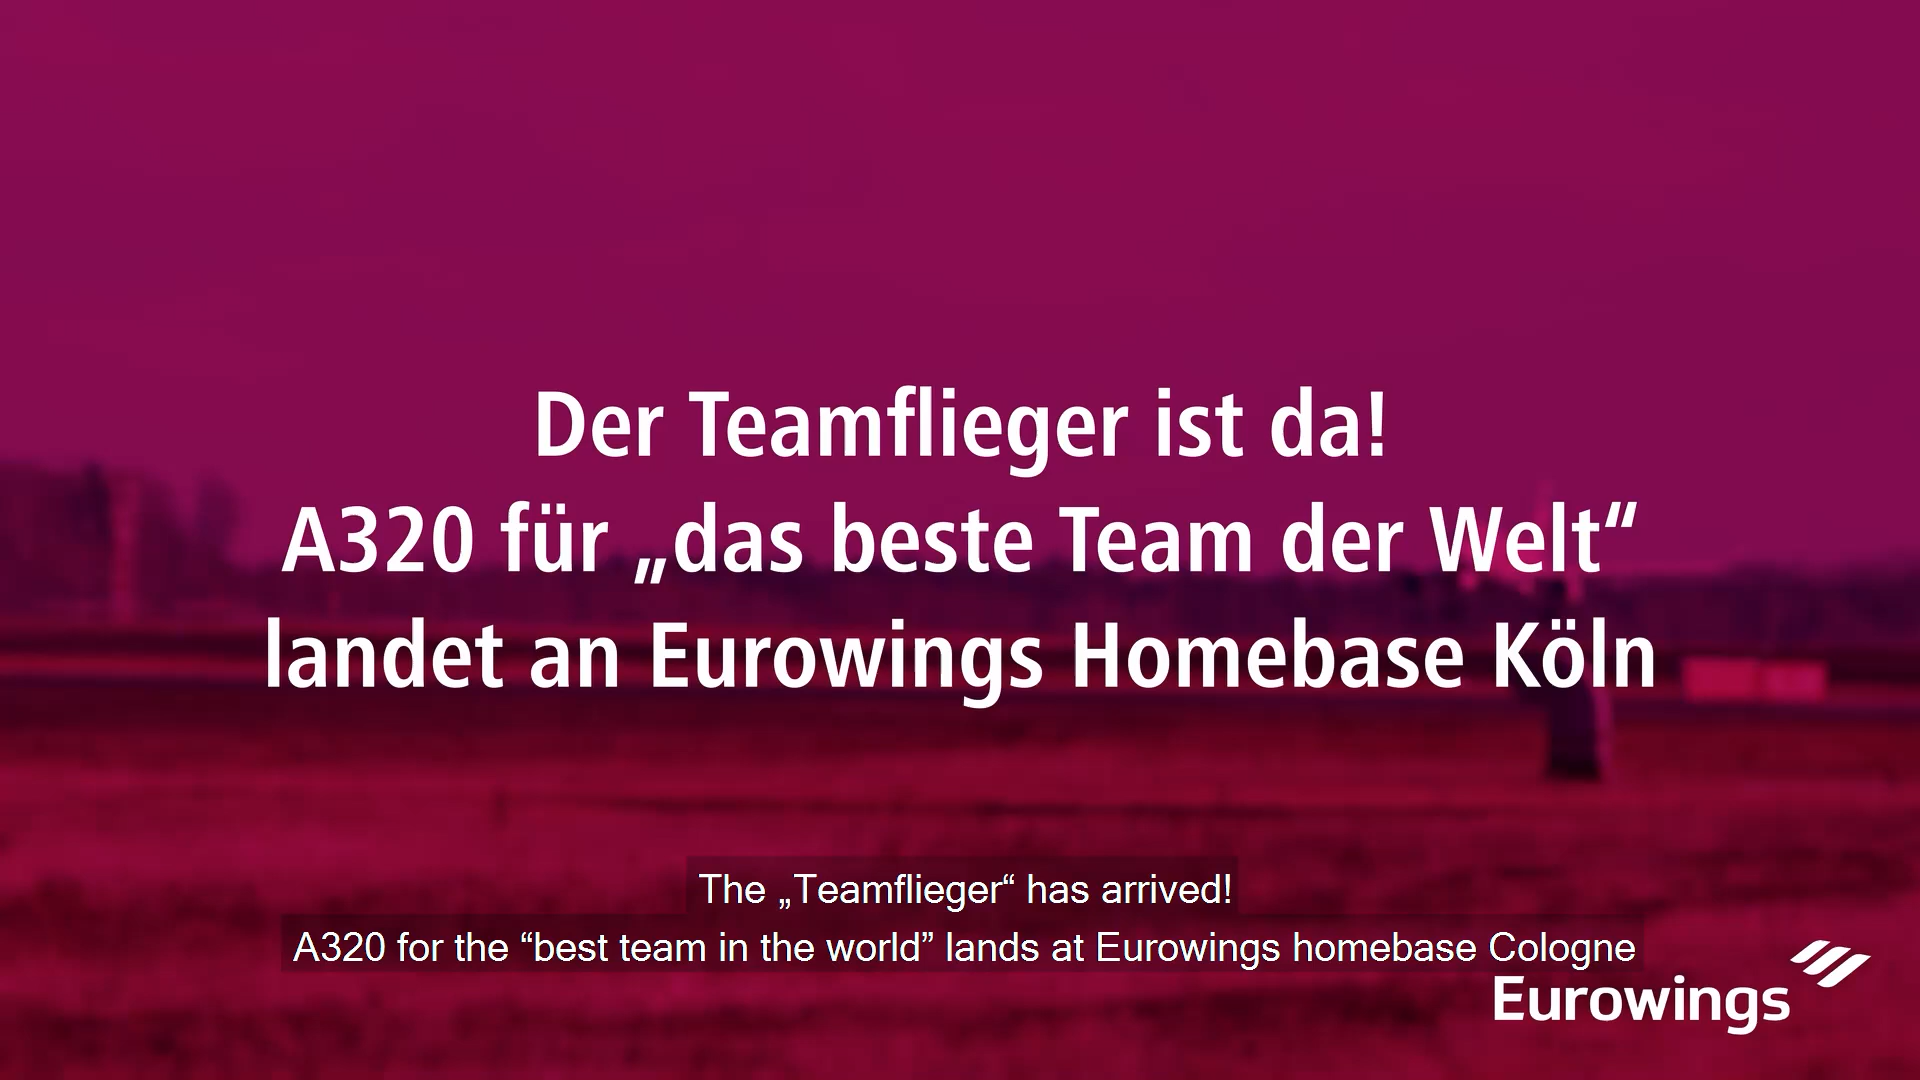 Der Teamflieger ist da!
A320 für „das beste Team der Welt“
landet an Eurowings Homebase Köln
The „Teamflieger“ has arrived!
A320 for the “best team in the world” lands at Eurowings homebase Cologne
Eurowings